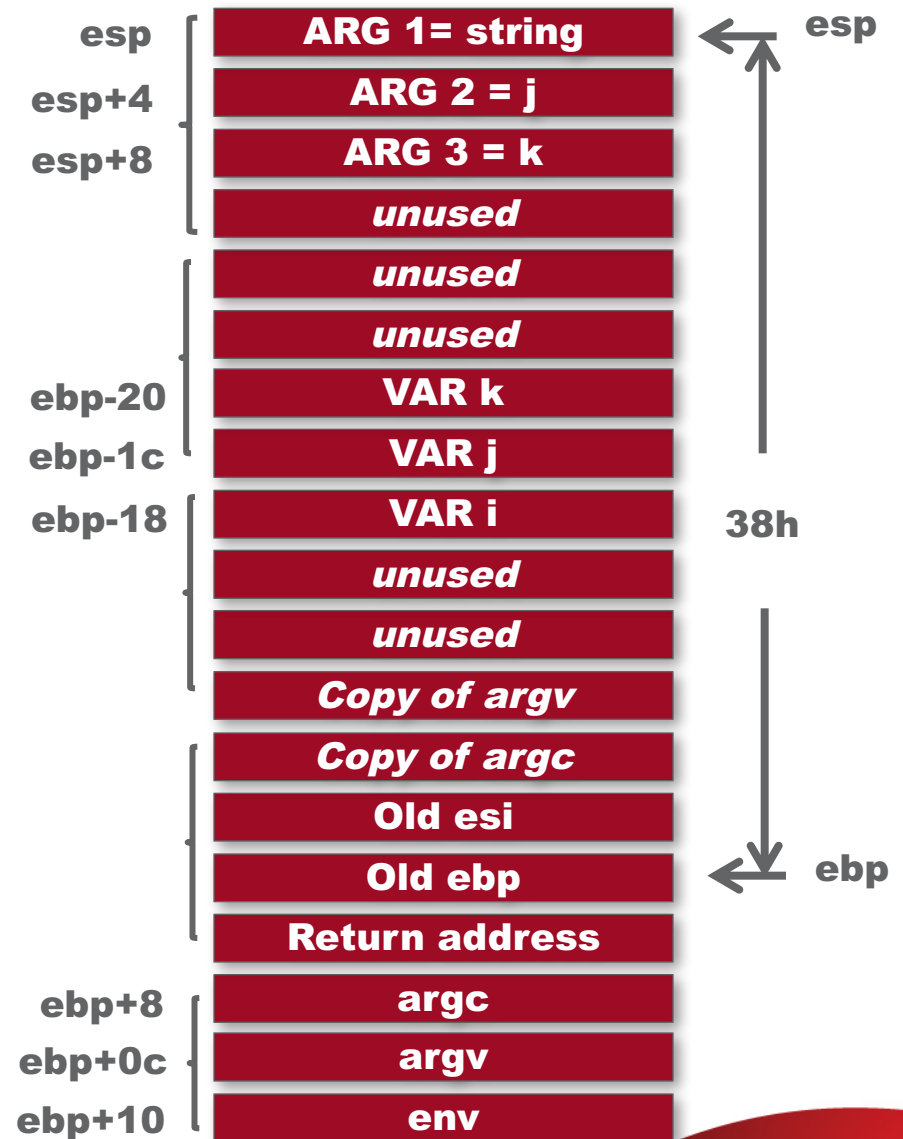 esp ARG 1= string esp
esp+4 ARG 2 = j
esp+8 ARG 3 = k
unused
unused
unused
ebp-20 VAR k
ebp-1c VAR j
ebp-18 VAR i 38h
unused
unused
Copy of argv
Copy of argc
Old esi
Old ebp ebp
Return address
ebp+8 argc
ebp+0c argv
ebp+10 env